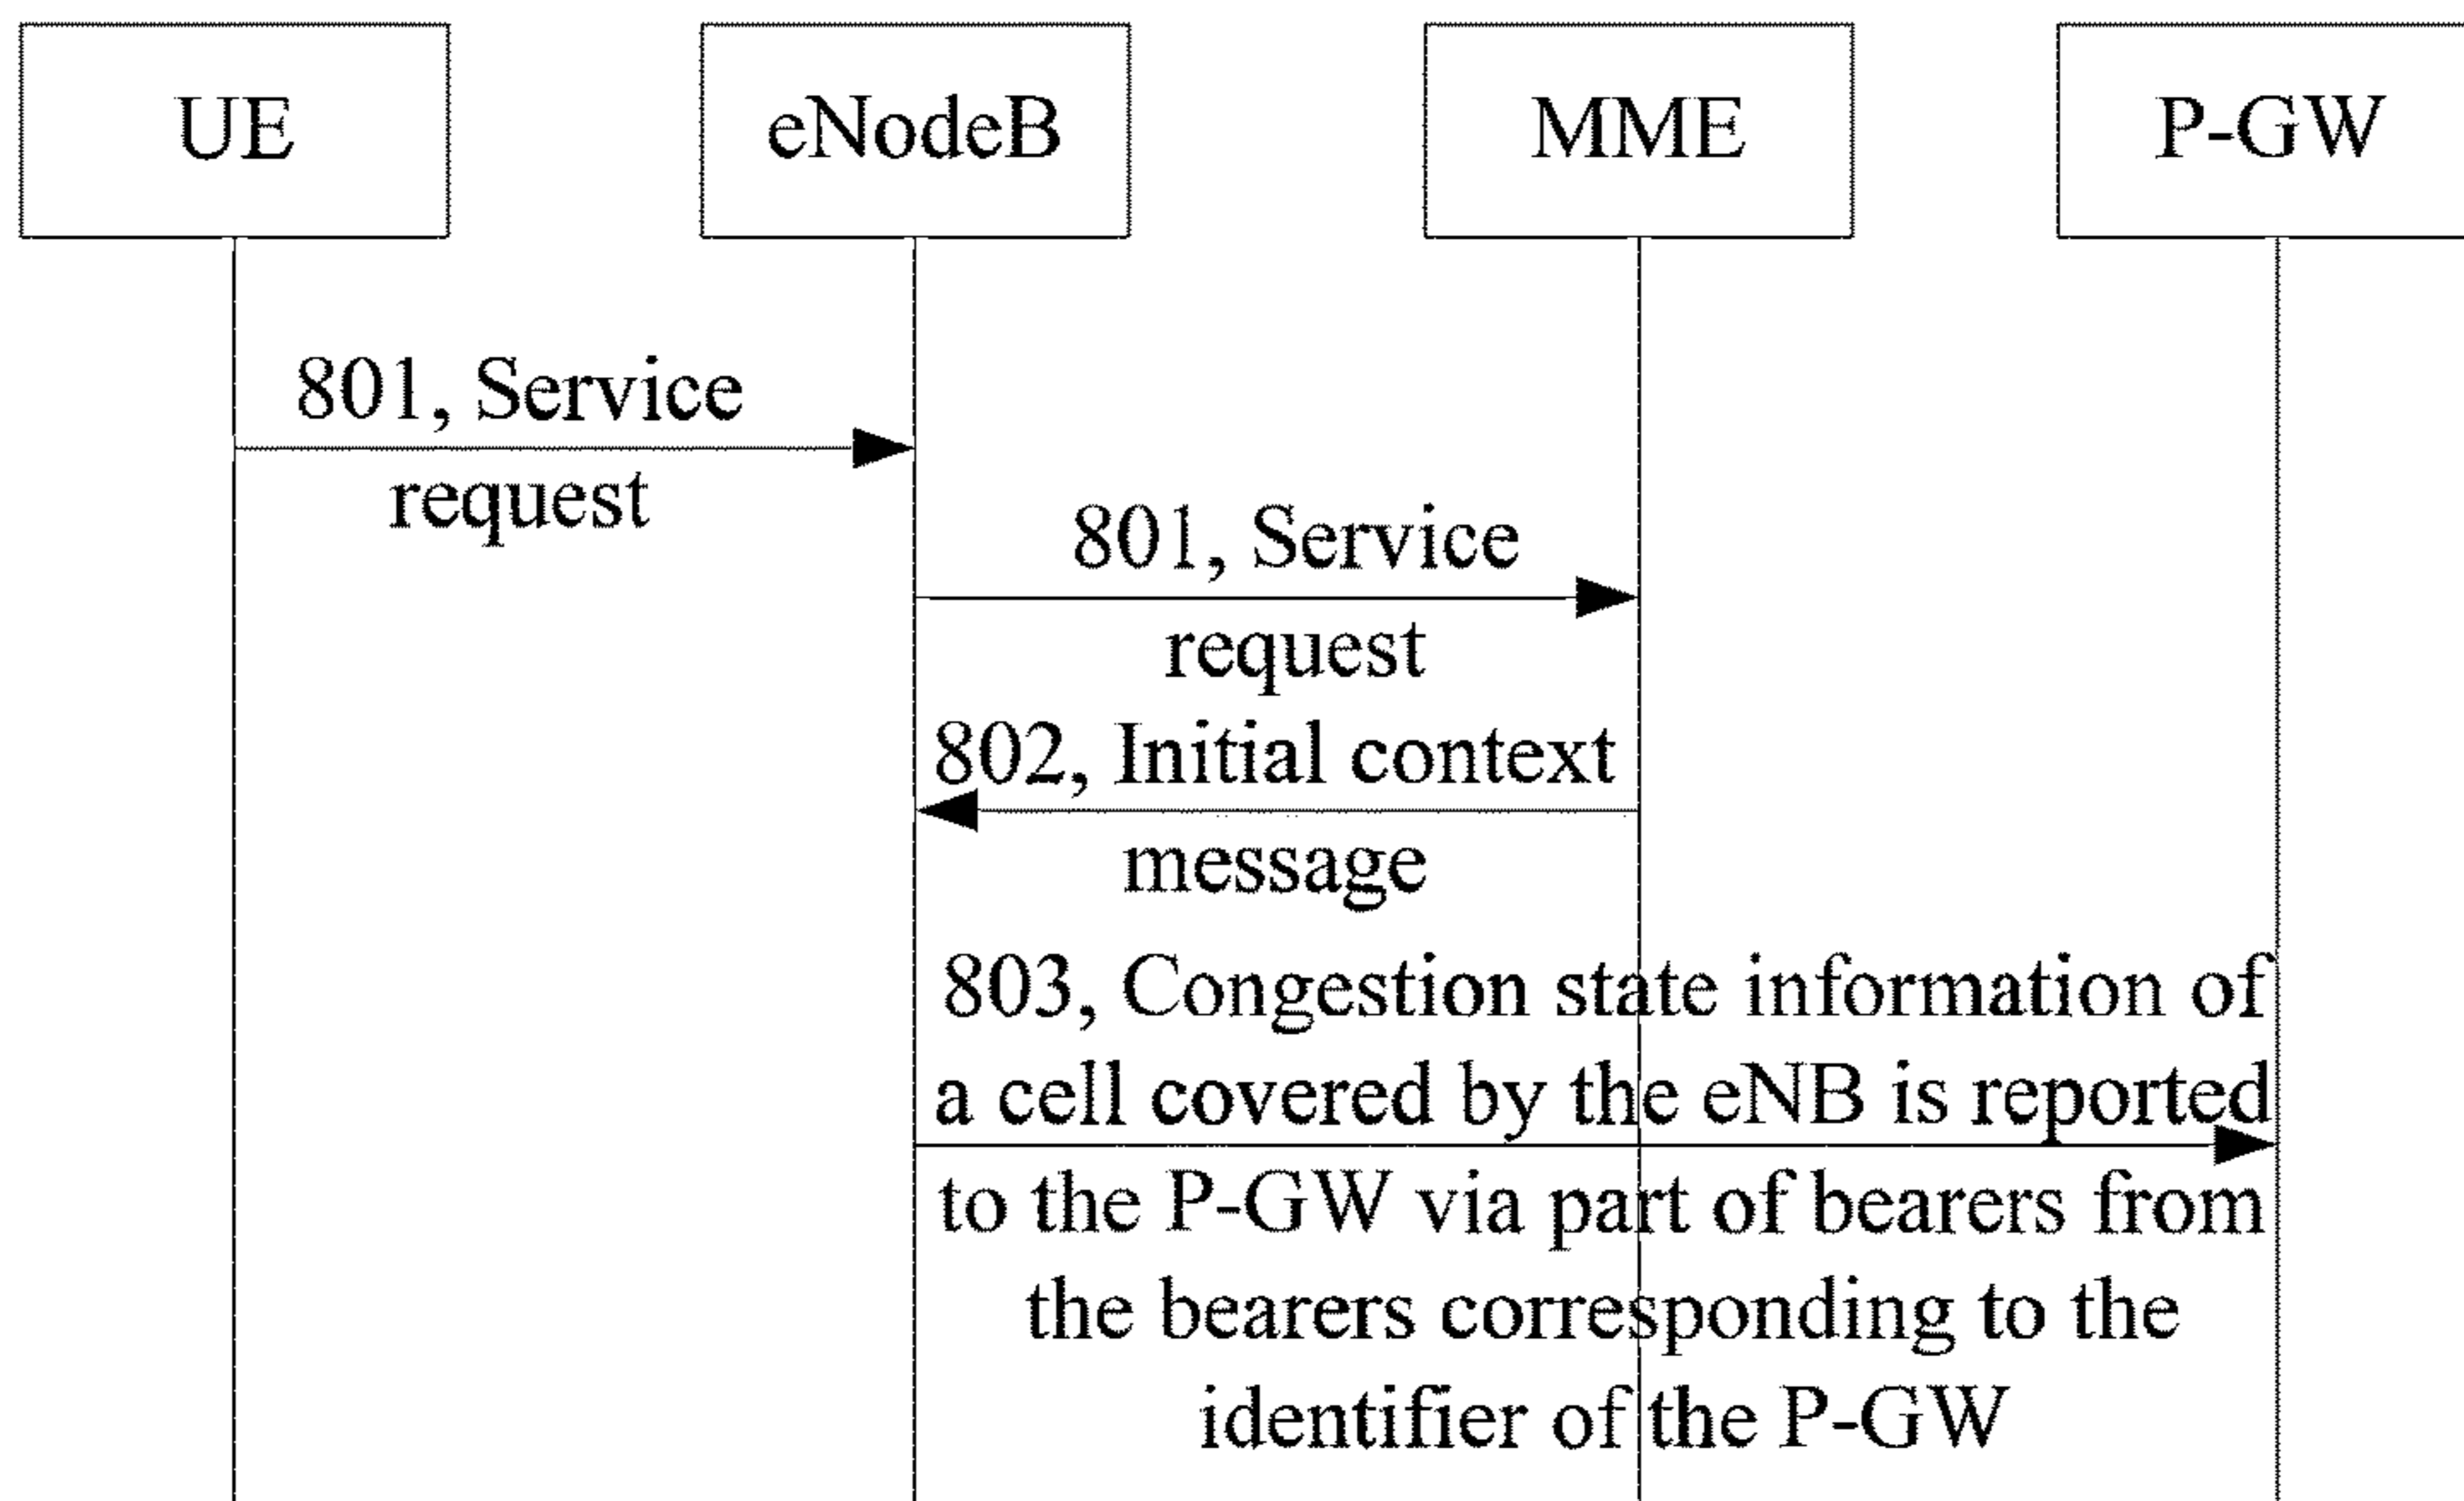 UE
eNodeB
MME
P-GW
801, Service
request
801, Service
request
802, Initial context
message
803, Congestion state information of
a cell covered by the eNB is reported
to the P-GW via part of bearers from
the bearers corresponding to the
identifier of the P-GW